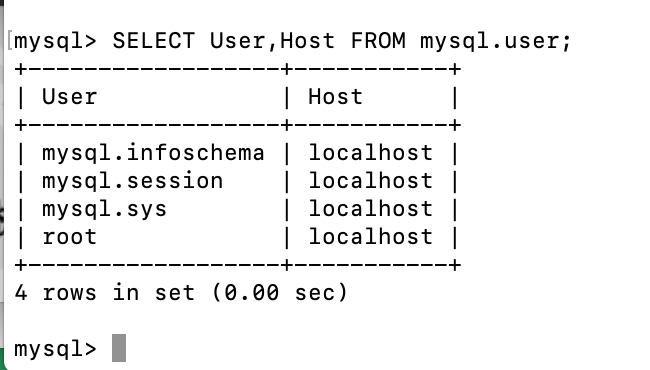 [mysql> SELECT User,Host FROM mysql.user;
+------------------+-----------+
| User             | Host      |
+------------------+-----------+
| mysql.infoschema | localhost |
| mysql.session    | localhost |
| mysql.sys        | localhost |
| root             | localhost |
+------------------+-----------+
4 rows in set (0.00 sec)
mysql>